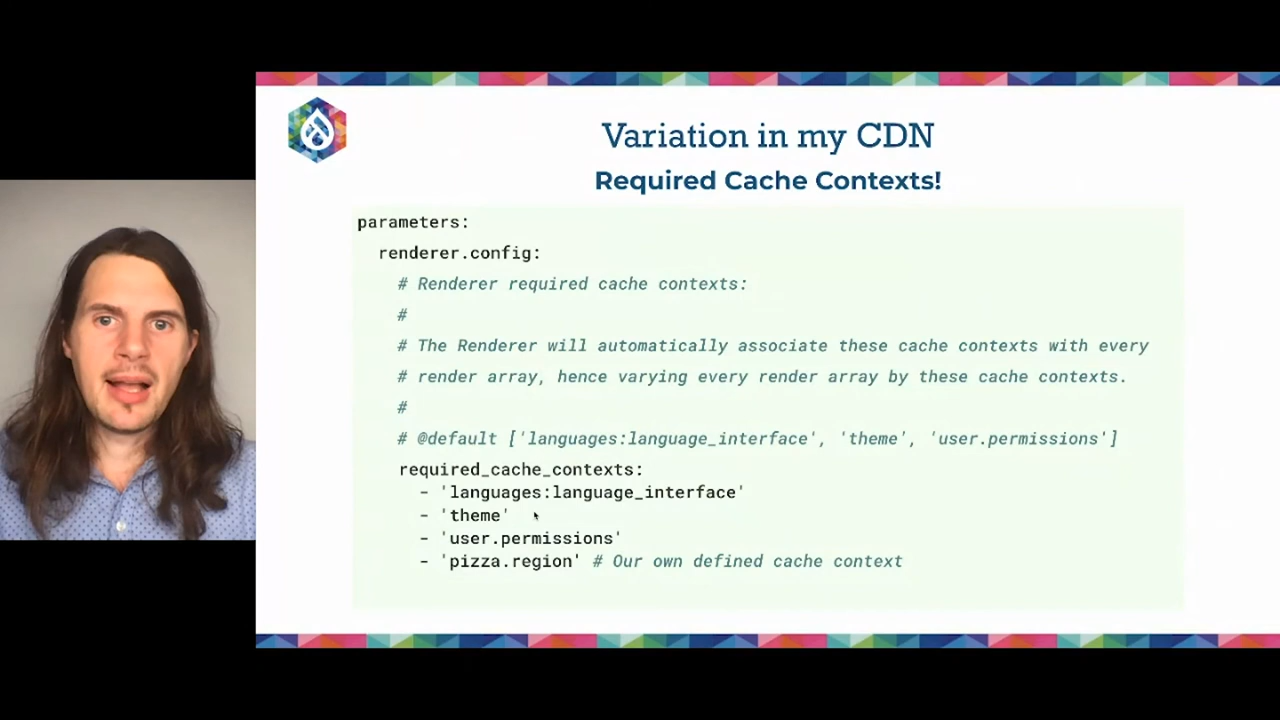 Variation in my CDN
Required Cache Contexts!
parameters:
renderer.config:
# Renderer required cache contexts:
#
# The Renderer will automatically associate these cache contexts with every
# render array, hence varying every render array by these cache contexts.
#
# @default ['languages:language_interface', 'theme', 'user.permissions']
required_cache_contexts:
- 'languages:language_interface'
- 'theme'
- 'user.permissions'
- 'pizza.region' # Our own defined cache context